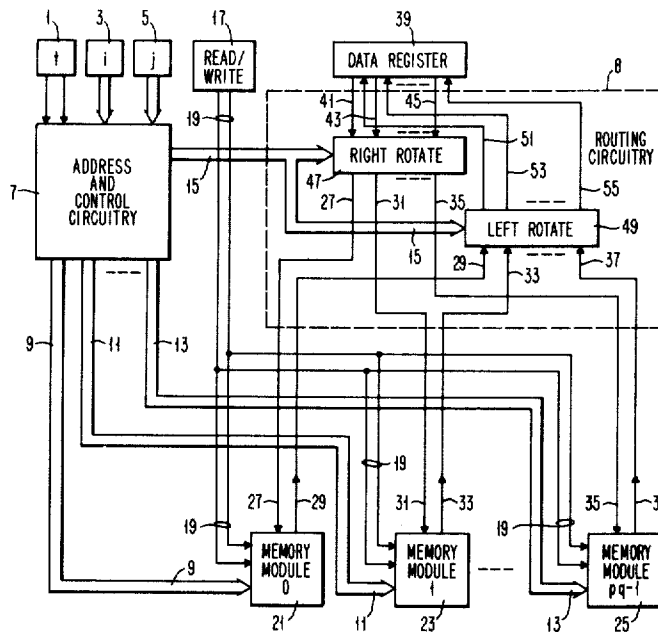 1 3 5 17 39 8
t i j
READ/
WRITE
DATA REGISTER
19 41 43 45 51 53 55
ROUTING
CIRCUITRY
7
ADDRESS
AND
CONTROL
CIRCUITRY
15
RIGHT ROTATE
47 27 31 35
LEFT ROTATE
49
15 29 33 37
9 11 13
19
27 29 31 33 35 3
19 19
MEMORY
MODULE
0
MEMORY
MODULE
1
MEMORY
MODULE
pq-1
9 11 13
21 23 25